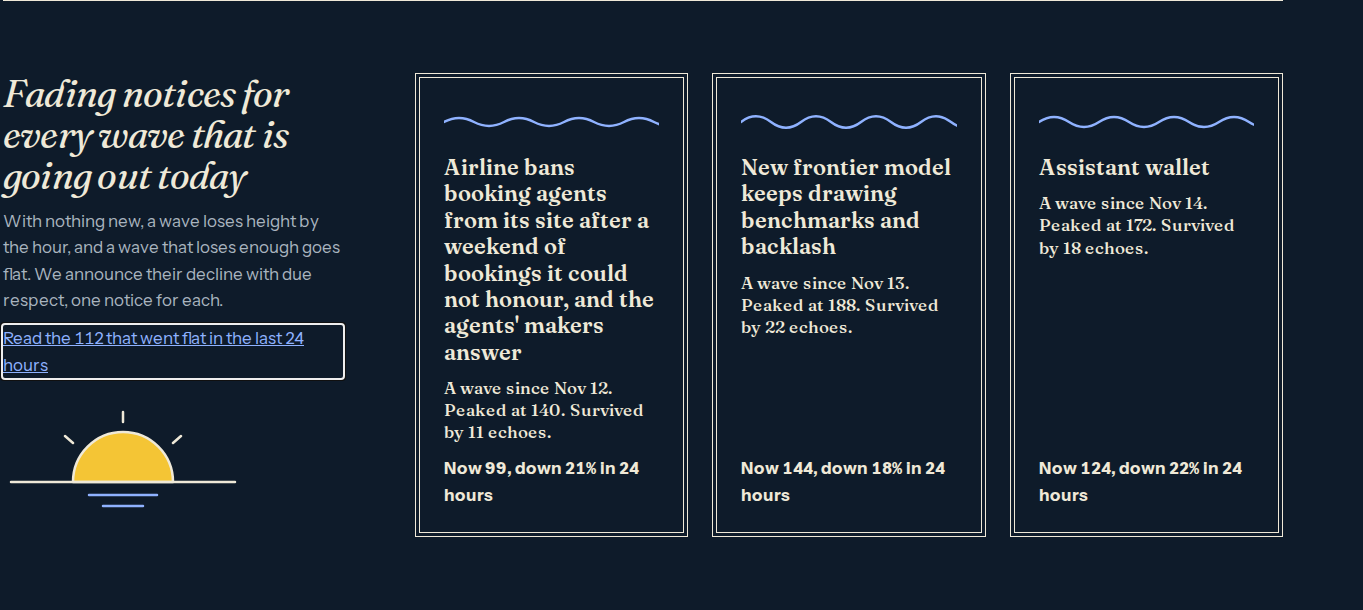 Fading notices for
every wave that is
going out today
With nothing new, a wave loses height by
the hour, and a wave that loses enough goes
flat. We announce their decline with due
respect, one notice for each.
Read the 112 that went flat in the last 24
hours
Airline bans
booking agents
from its site after a
weekend of
bookings it could
not honour, and the
agents' makers
answer
A wave since Nov 12.
Peaked at 140. Survived
by 11 echoes.
Now 99, down 21% in 24
hours
New frontier model
keeps drawing
benchmarks and
backlash
A wave since Nov 13.
Peaked at 188. Survived
by 22 echoes.
Now 144, down 18% in 24
hours
Assistant wallet
A wave since Nov 14.
Peaked at 172. Survived
by 18 echoes.
Now 124, down 22% in 24
hours